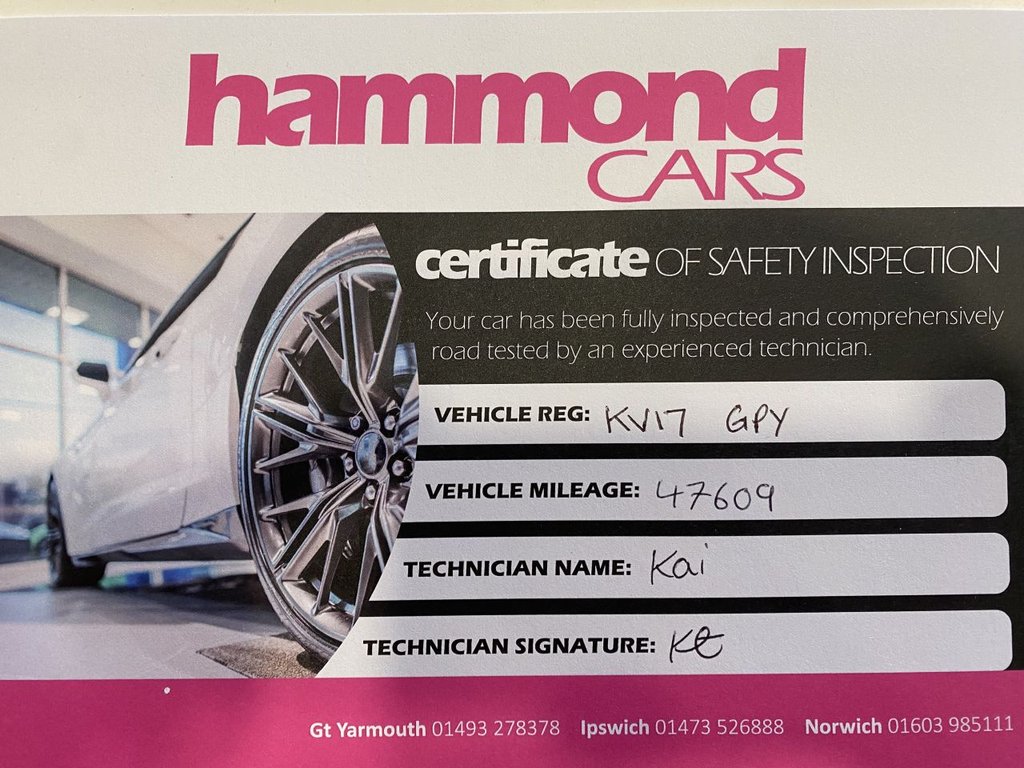 hammond
CARS
certificate OF SAFETY INSPECTION
Your car has been fully inspected and comprehensively
road tested by an experienced technician.
VEHICLE REG: KV17 GPY
VEHICLE MILEAGE: 47609
TECHNICIAN NAME: Kai
TECHNICIAN SIGNATURE:
Gt Yarmouth 01493 278378 Ipswich 01473 526888 Norwich 01603 985111